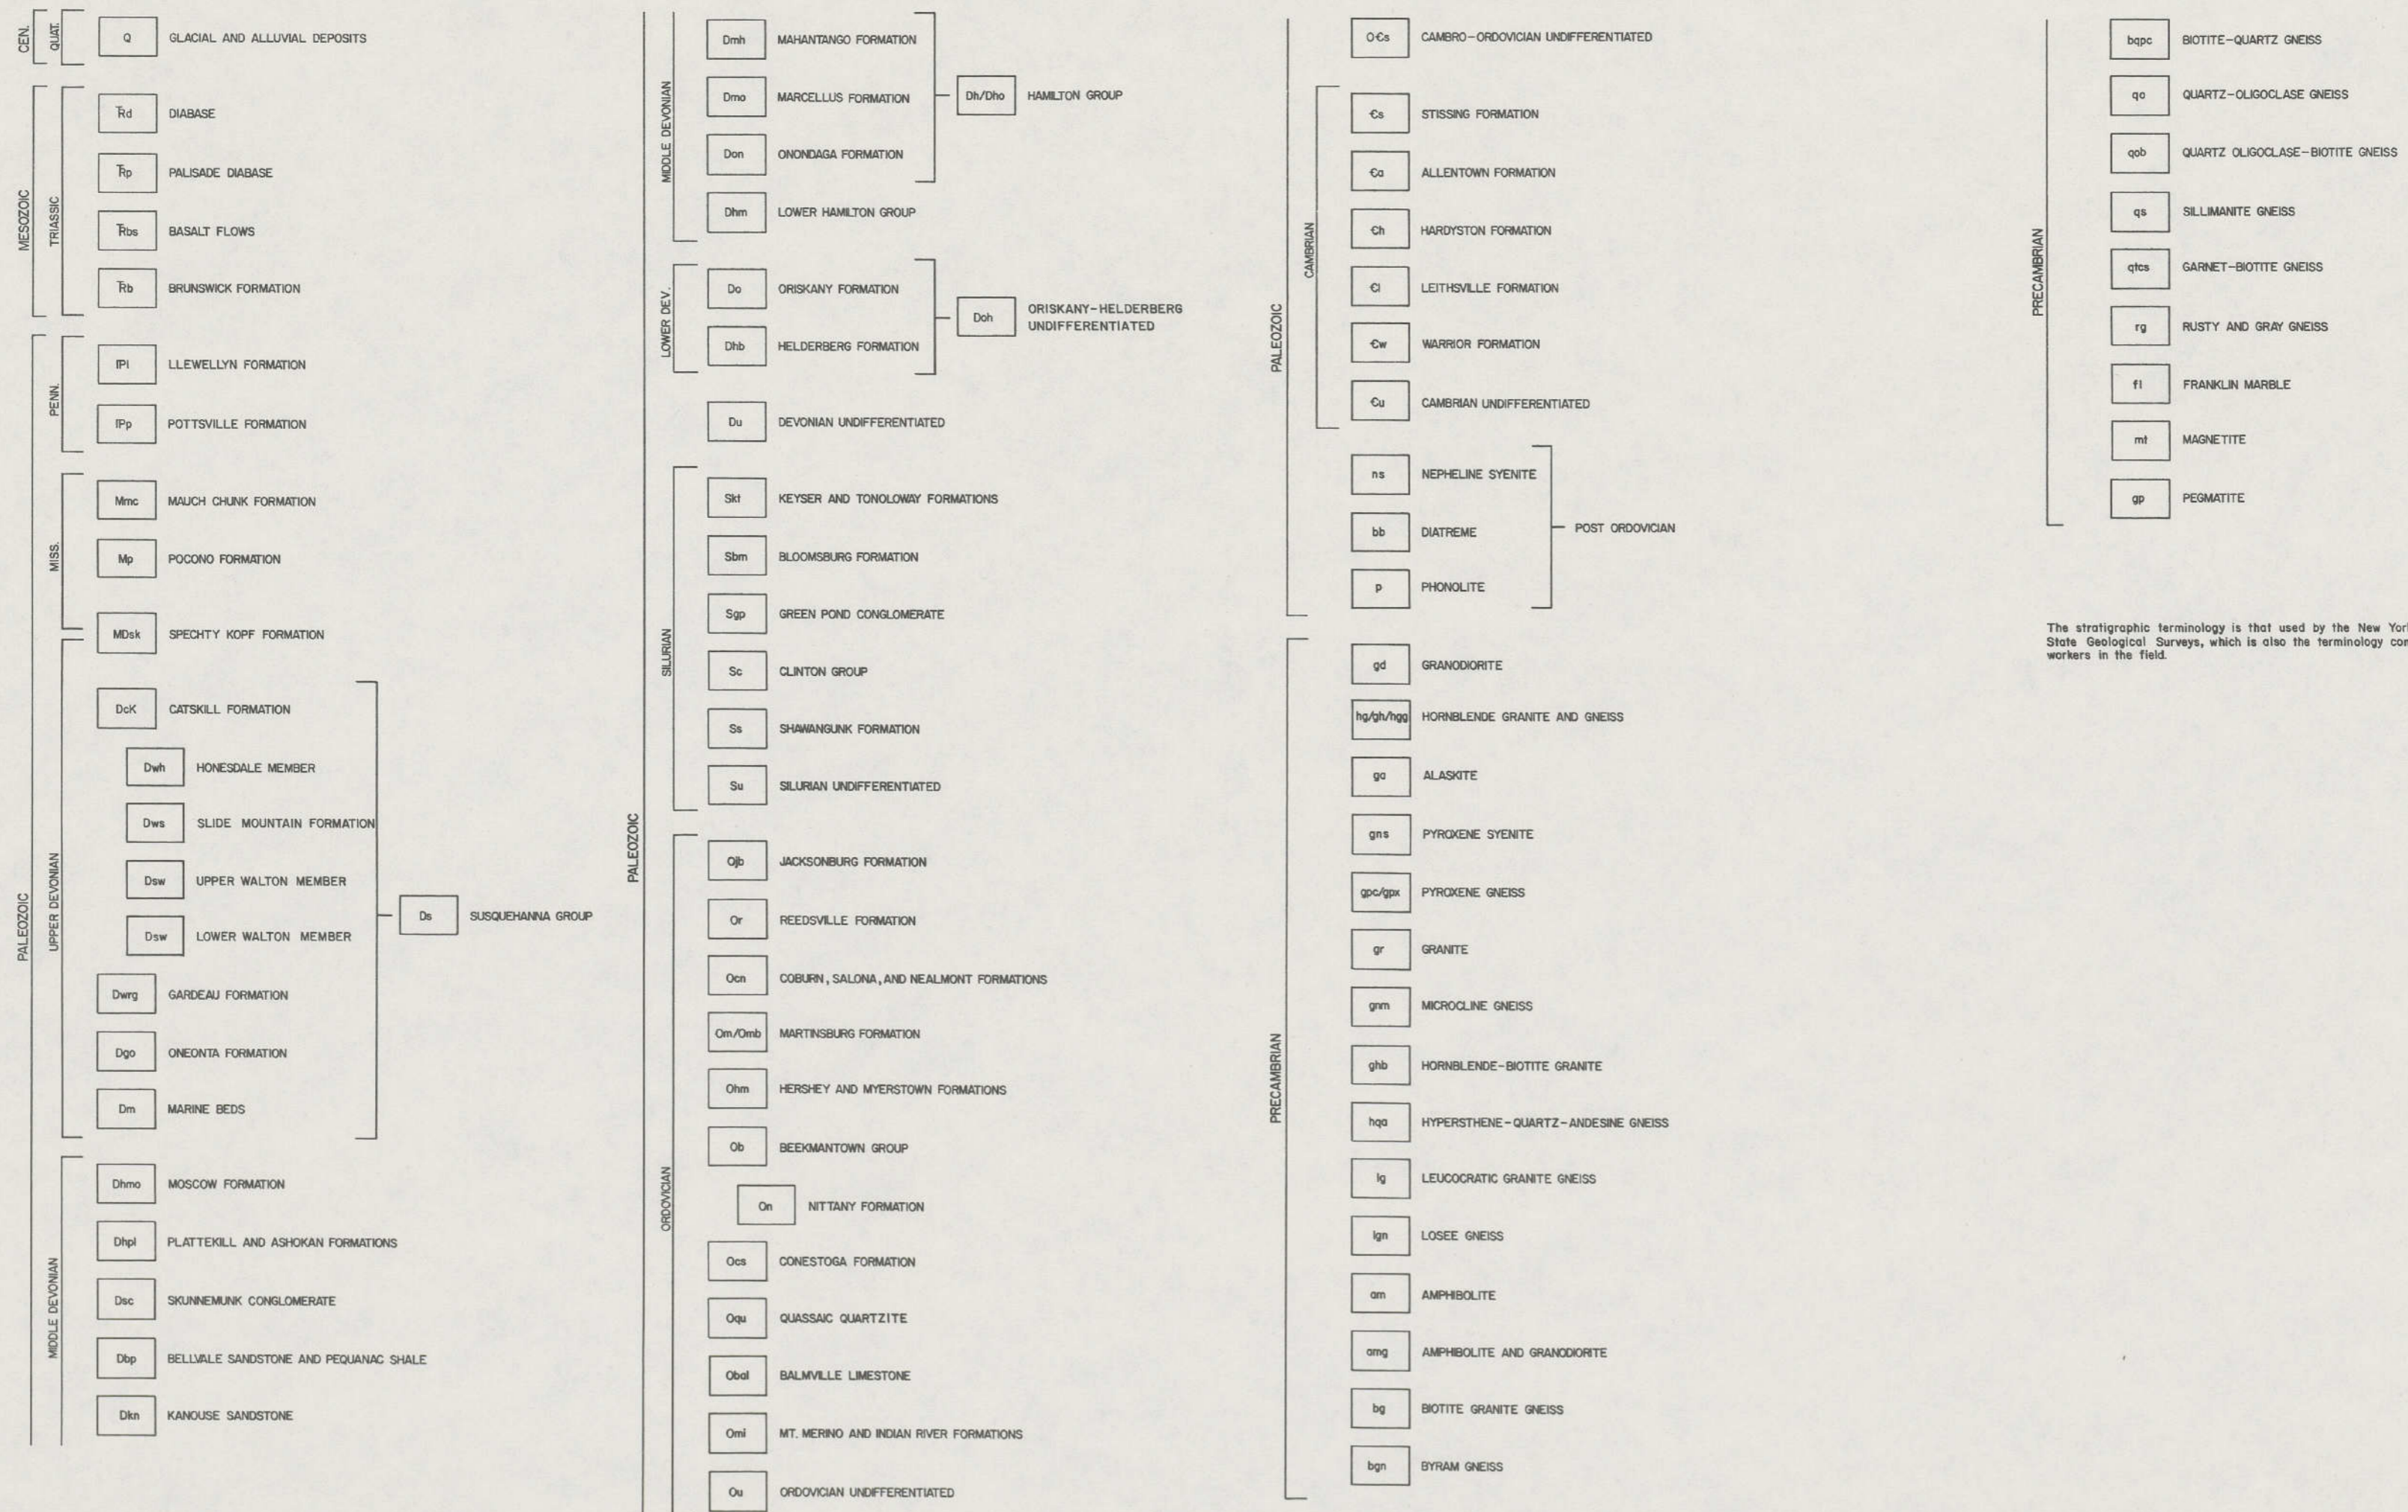 CEN.
QUAT.
Q GLACIAL AND ALLUVIAL DEPOSITS
MESOZOIC
TRIASSIC
T̅Rd DIABASE
T̅Rp PALISADE DIABASE
T̅Rbs BASALT FLOWS
T̅Rb BRUNSWICK FORMATION
PALEOZOIC
PENN.
IPl LLEWELLYN FORMATION
IPp POTTSVILLE FORMATION
MISS.
Mmc MAUCH CHUNK FORMATION
Mp POCONO FORMATION
MDsk SPECHTY KOPF FORMATION
UPPER DEVONIAN
DcK CATSKILL FORMATION
Dwh HONESDALE MEMBER
Dws SLIDE MOUNTAIN FORMATION
Dsw UPPER WALTON MEMBER
Dsw LOWER WALTON MEMBER
Dwrg GARDEAU FORMATION
Dgo ONEONTA FORMATION
Dm MARINE BEDS
Ds SUSQUEHANNA GROUP
MIDDLE DEVONIAN
Dhmo MOSCOW FORMATION
Dhpl PLATTEKILL AND ASHOKAN FORMATIONS
Dsc SKUNNEMUNK CONGLOMERATE
Dbp BELLVALE SANDSTONE AND PEQUANAC SHALE
Dkn KANOUSE SANDSTONE
PALEOZOIC
MIDDLE DEVONIAN
Dmh MAHANTANGO FORMATION
Dmo MARCELLUS FORMATION
Don ONONDAGA FORMATION
Dh/Dho HAMILTON GROUP
Dhm LOWER HAMILTON GROUP
LOWER DEV.
Do ORISKANY FORMATION
Dhb HELDERBERG FORMATION
Doh ORISKANY-HELDERBERG
UNDIFFERENTIATED
Du DEVONIAN UNDIFFERENTIATED
SILURIAN
Skt KEYSER AND TONOLOWAY FORMATIONS
Sbm BLOOMSBURG FORMATION
Sgp GREEN POND CONGLOMERATE
Sc CLINTON GROUP
Ss SHAWANGUNK FORMATION
Su SILURIAN UNDIFFERENTIATED
ORDOVICIAN
Ojb JACKSONBURG FORMATION
Or REEDSVILLE FORMATION
Ocn COBURN, SALONA, AND NEALMONT FORMATIONS
Om/Omb MARTINSBURG FORMATION
Ohm HERSHEY AND MYERSTOWN FORMATIONS
Ob BEEKMANTOWN GROUP
On NITTANY FORMATION
Ocs CONESTOGA FORMATION
Oqu QUASSAIC QUARTZITE
Obal BALMVILLE LIMESTONE
Omi MT. MERINO AND INDIAN RIVER FORMATIONS
Ou ORDOVICIAN UNDIFFERENTIATED
PALEOZOIC
O€s CAMBRO-ORDOVICIAN UNDIFFERENTIATED
CAMBRIAN
€s STISSING FORMATION
€a ALLENTOWN FORMATION
€h HARDYSTON FORMATION
€l LEITHSVILLE FORMATION
€w WARRIOR FORMATION
€u CAMBRIAN UNDIFFERENTIATED
ns NEPHELINE SYENITE
bb DIATREME
p PHONOLITE
POST ORDOVICIAN
PRECAMBRIAN
gd GRANODIORITE
hg/gh/hgg HORNBLENDE GRANITE AND GNEISS
ga ALASKITE
gns PYROXENE SYENITE
gpc/gpx PYROXENE GNEISS
gr GRANITE
gnm MICROCLINE GNEISS
ghb HORNBLENDE-BIOTITE GRANITE
hqa HYPERSTHENE-QUARTZ-ANDESINE GNEISS
lg LEUCOCRATIC GRANITE GNEISS
lgn LOSEE GNEISS
am AMPHIBOLITE
amg AMPHIBOLITE AND GRANODIORITE
bg BIOTITE GRANITE GNEISS
bgn BYRAM GNEISS
PRECAMBRIAN
bqpc BIOTITE-QUARTZ GNEISS
qo QUARTZ-OLIGOCLASE GNEISS
qob QUARTZ OLIGOCLASE-BIOTITE GNEISS
qs SILLIMANITE GNEISS
qtcs GARNET-BIOTITE GNEISS
rg RUSTY AND GRAY GNEISS
fl FRANKLIN MARBLE
mt MAGNETITE
gp PEGMATITE
The stratigraphic terminology is that used by the New Yor
State Geological Surveys, which is also the terminology con
workers in the field.